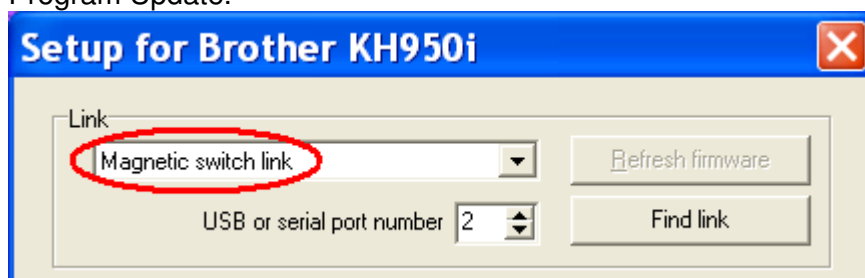 Program Update.
Setup for Brother KH950i
Link
Magnetic switch link
Refresh firmware
USB or serial port number 2
Find link